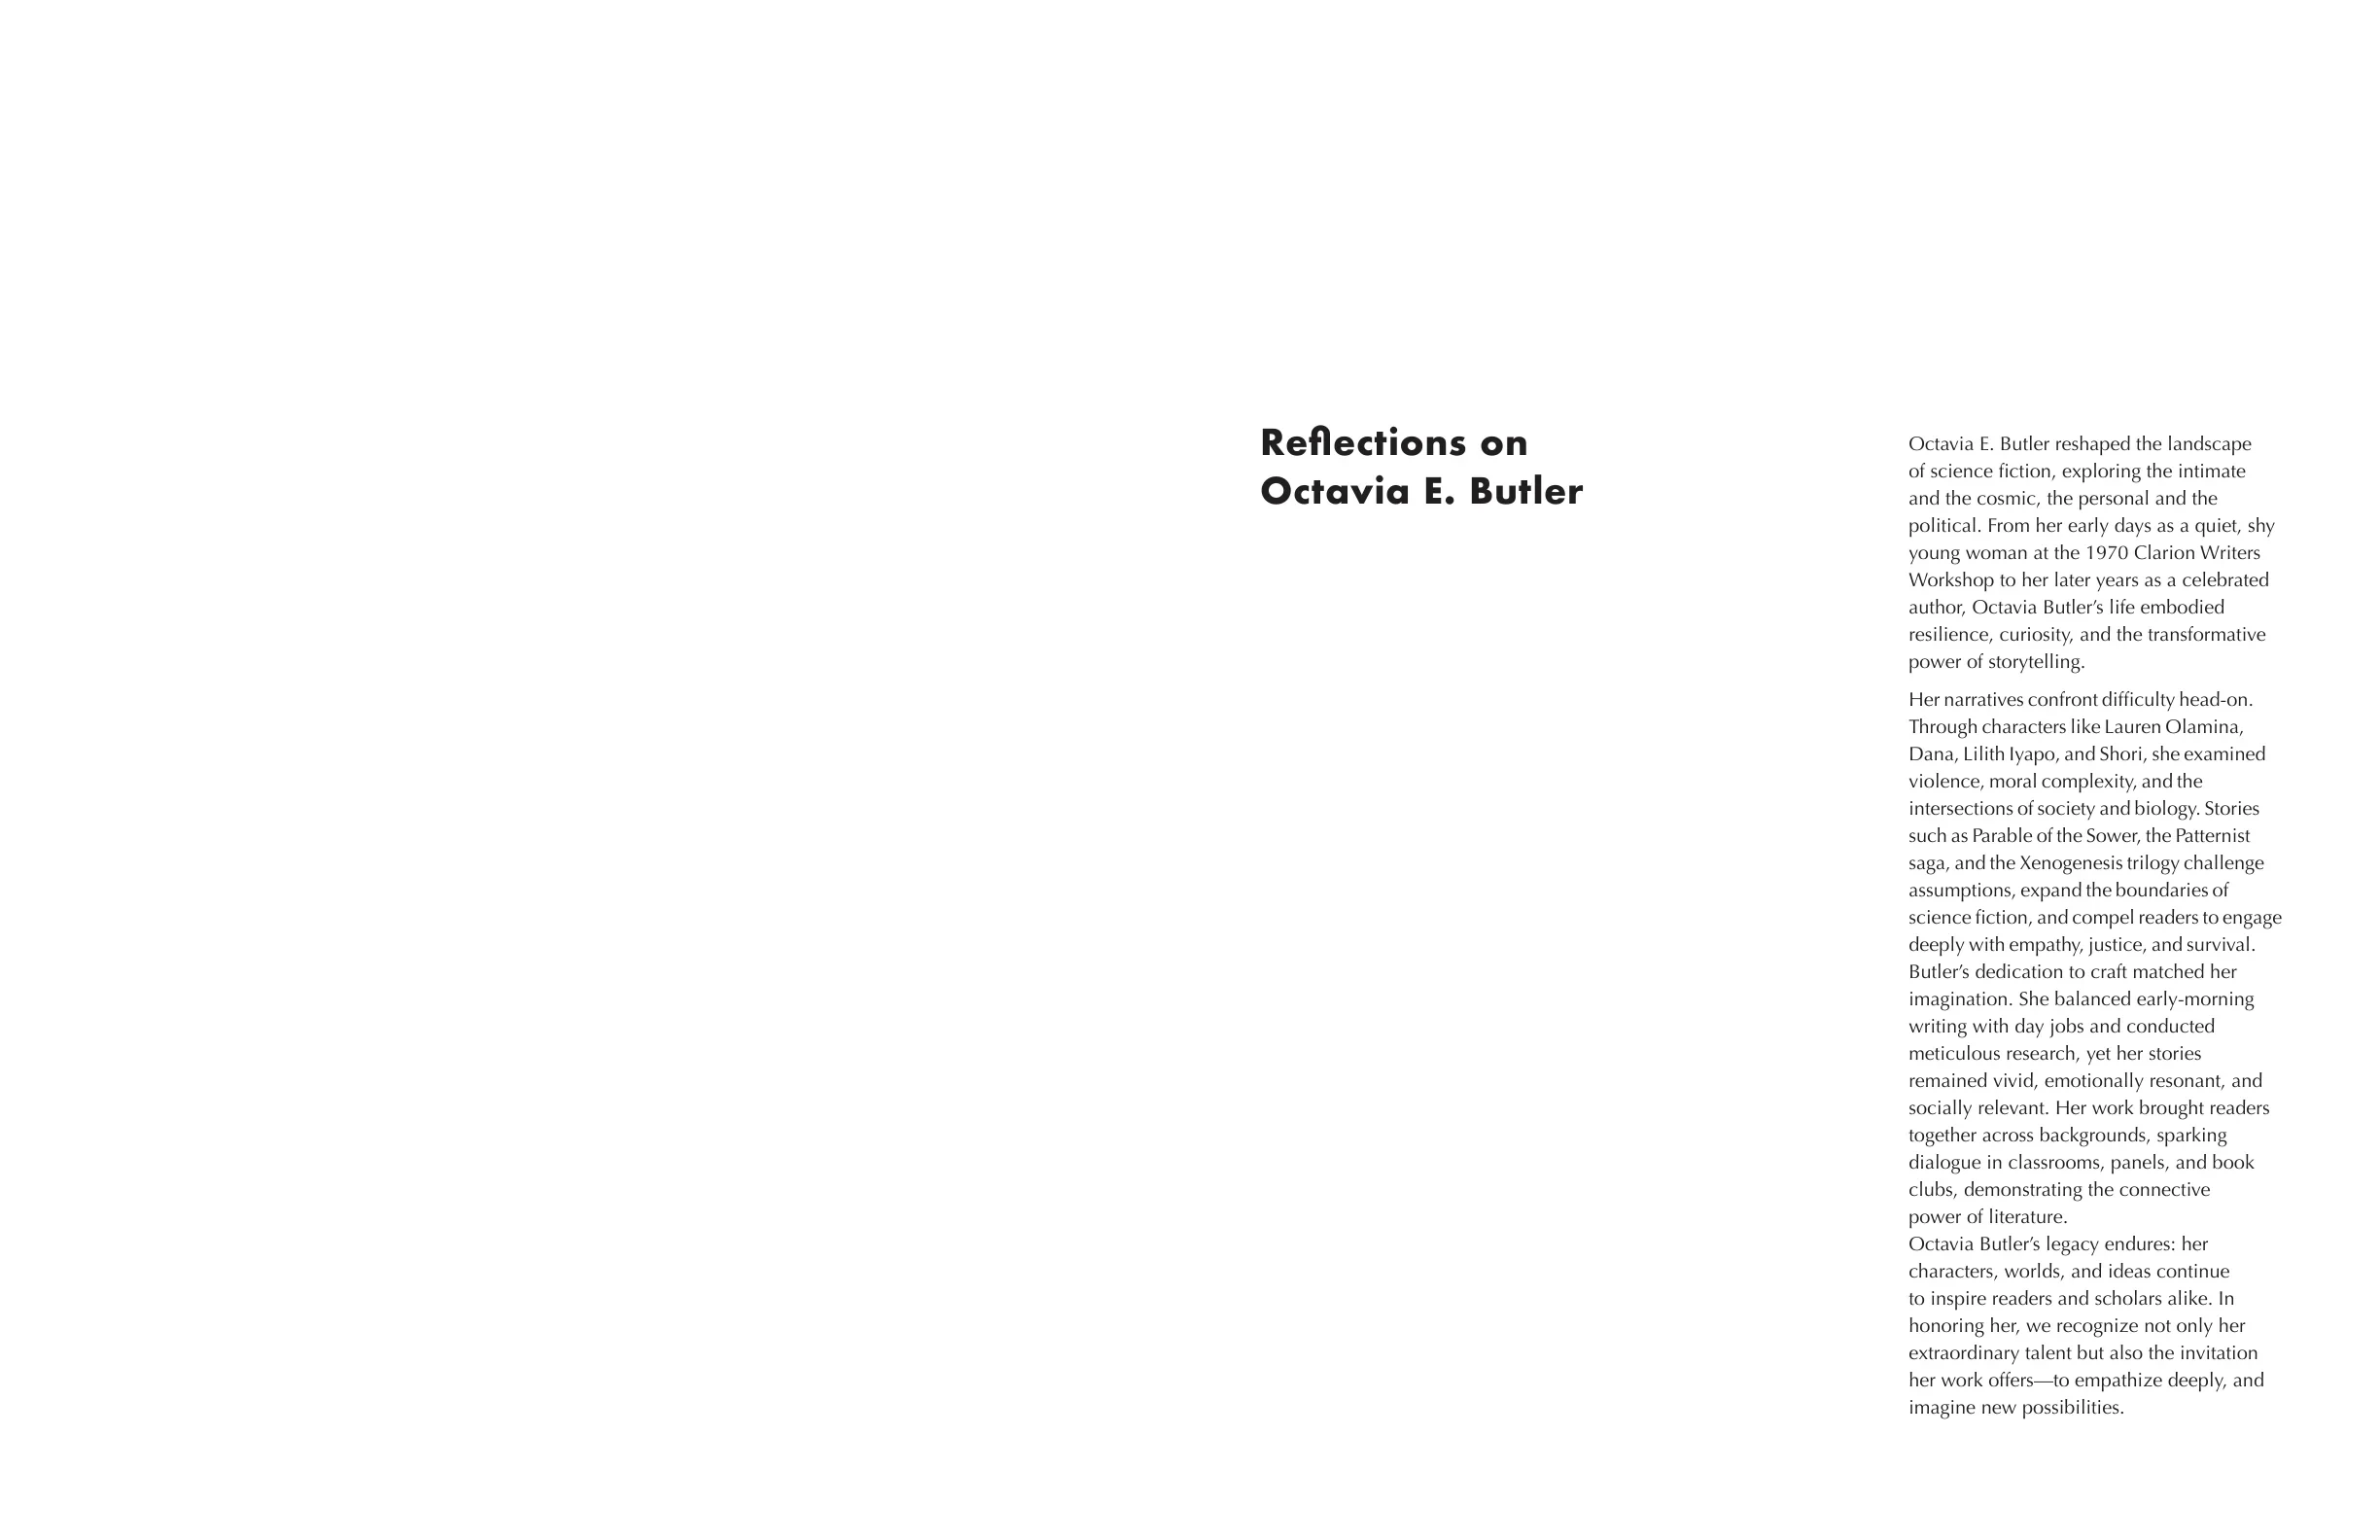 Reflections on
Octavia E. Butler
Octavia E. Butler reshaped the landscape
of science fiction, exploring the intimate
and the cosmic, the personal and the
political. From her early days as a quiet, shy
young woman at the 1970 Clarion Writers
Workshop to her later years as a celebrated
author, Octavia Butler’s life embodied
resilience, curiosity, and the transformative
power of storytelling.
Her narratives confront difficulty head-on.
Through characters like Lauren Olamina,
Dana, Lilith Iyapo, and Shori, she examined
violence, moral complexity, and the
intersections of society and biology. Stories
such as Parable of the Sower, the Patternist
saga, and the Xenogenesis trilogy challenge
assumptions, expand the boundaries of
science fiction, and compel readers to engage
deeply with empathy, justice, and survival.
Butler’s dedication to craft matched her
imagination. She balanced early-morning
writing with day jobs and conducted
meticulous research, yet her stories
remained vivid, emotionally resonant, and
socially relevant. Her work brought readers
together across backgrounds, sparking
dialogue in classrooms, panels, and book
clubs, demonstrating the connective
power of literature.
Octavia Butler’s legacy endures: her
characters, worlds, and ideas continue
to inspire readers and scholars alike. In
honoring her, we recognize not only her
extraordinary talent but also the invitation
her work offers—to empathize deeply, and
imagine new possibilities.